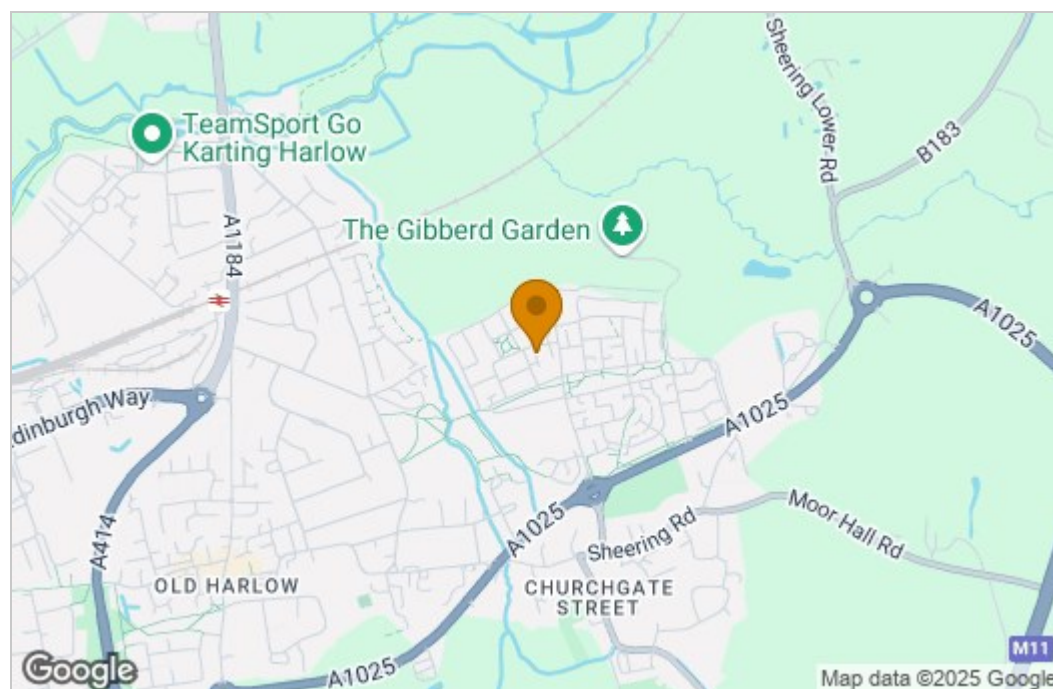 Sheering Lower Rd
B183
TeamSport Go
Karting Harlow
The Gibberd Garden
A1184
A1025
dinburgh Way
A1025
A414
A1025
Moor Hall Rd
Sheering Rd
OLD HARLOW
CHURCHGATE
STREET
M11
A1025
Google
Map data ©2025 Google